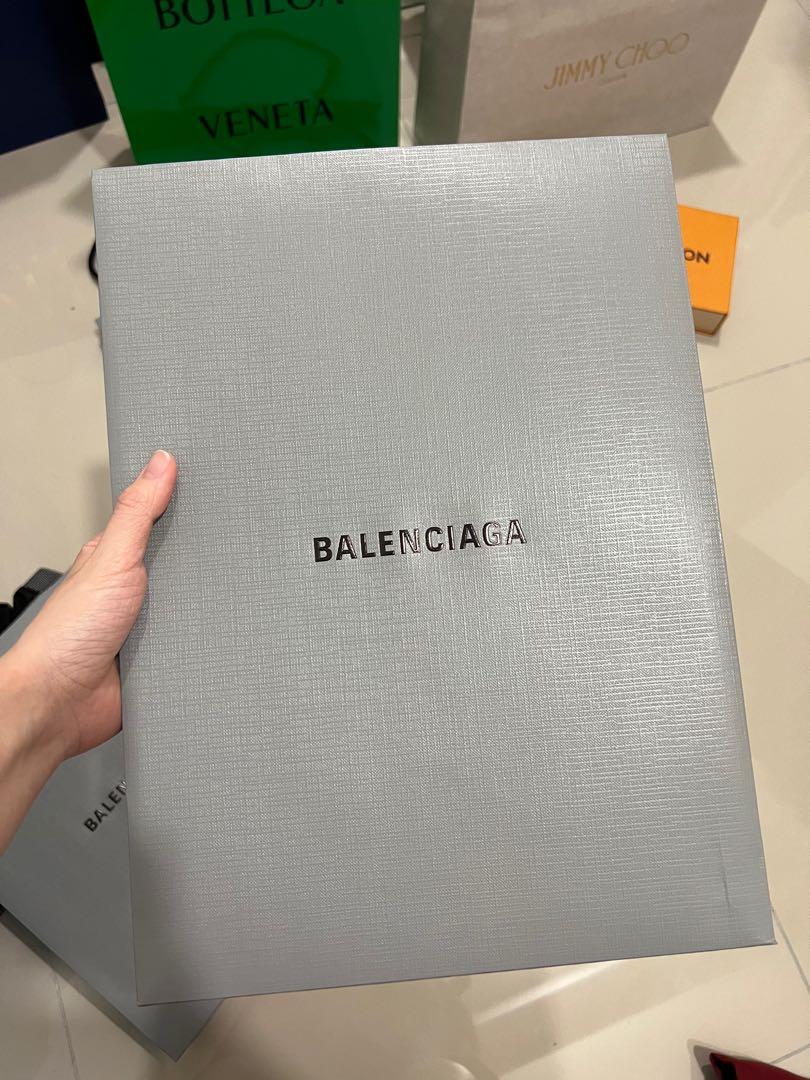 BOTTEGA
VENETA
JIMMY CHOO
ON
BALENCIAGA
BALEN